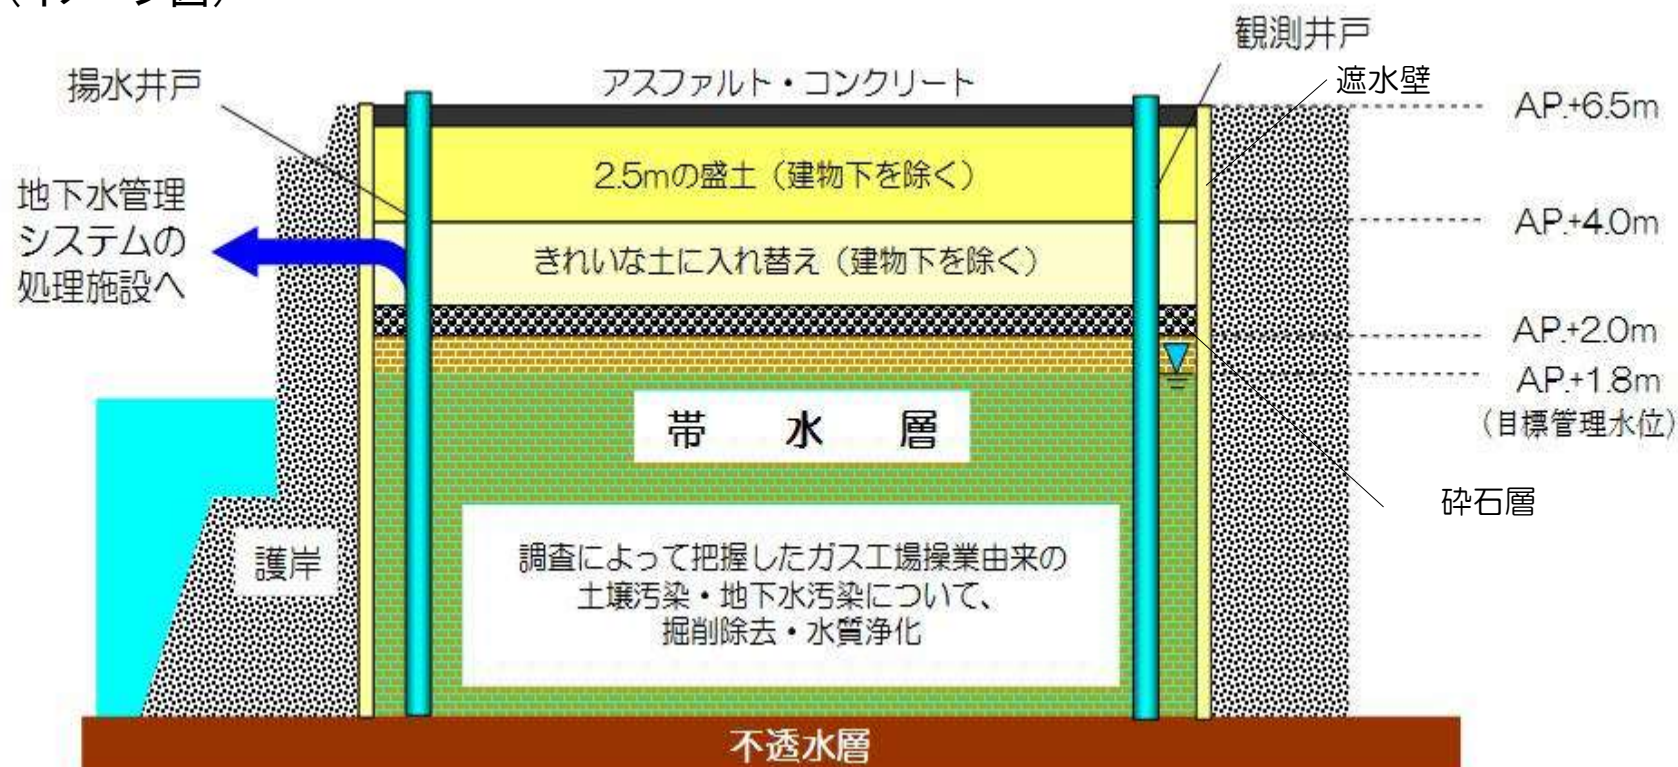 (イメージ図)
観測井戸
揚水井戸
アスファルト・コンクリート
遮水壁
A.P.+6.5m
2.5mの盛土（建物下を除く）
地下水管理
システムの
処理施設へ
A.P.+4.0m
きれいな土に入れ替え（建物下を除く）
A.P.+2.0m
A.P.+1.8m
（目標管理水位）
帯水層
砕石層
護岸
調査によって把握したガス工場操業由来の
土壌汚染・地下水汚染について、
掘削除去・水質浄化
不透水層